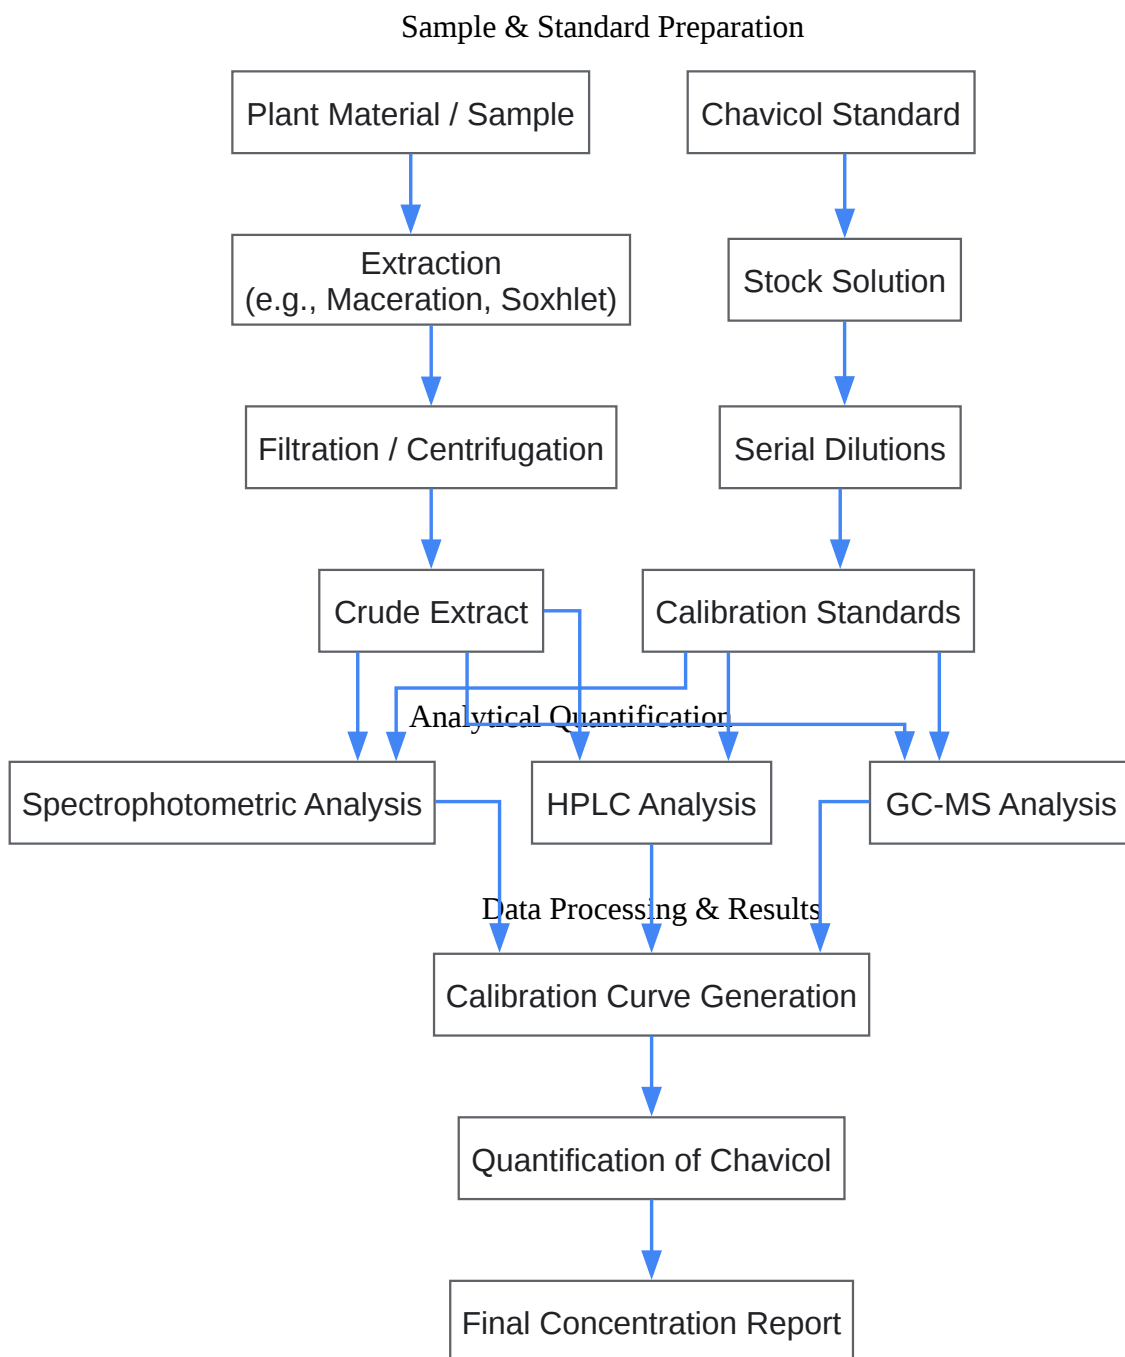 Sample & Standard Preparation
Plant Material / Sample
Chavicol Standard
Extraction
(e.g., Maceration, Soxhlet)
Stock Solution
Filtration / Centrifugation
Serial Dilutions
Crude Extract
Calibration Standards
Analytical Quantification
Spectrophotometric Analysis
HPLC Analysis
GC-MS Analysis
Data Processing & Results
Calibration Curve Generation
Quantification of Chavicol
Final Concentration Report